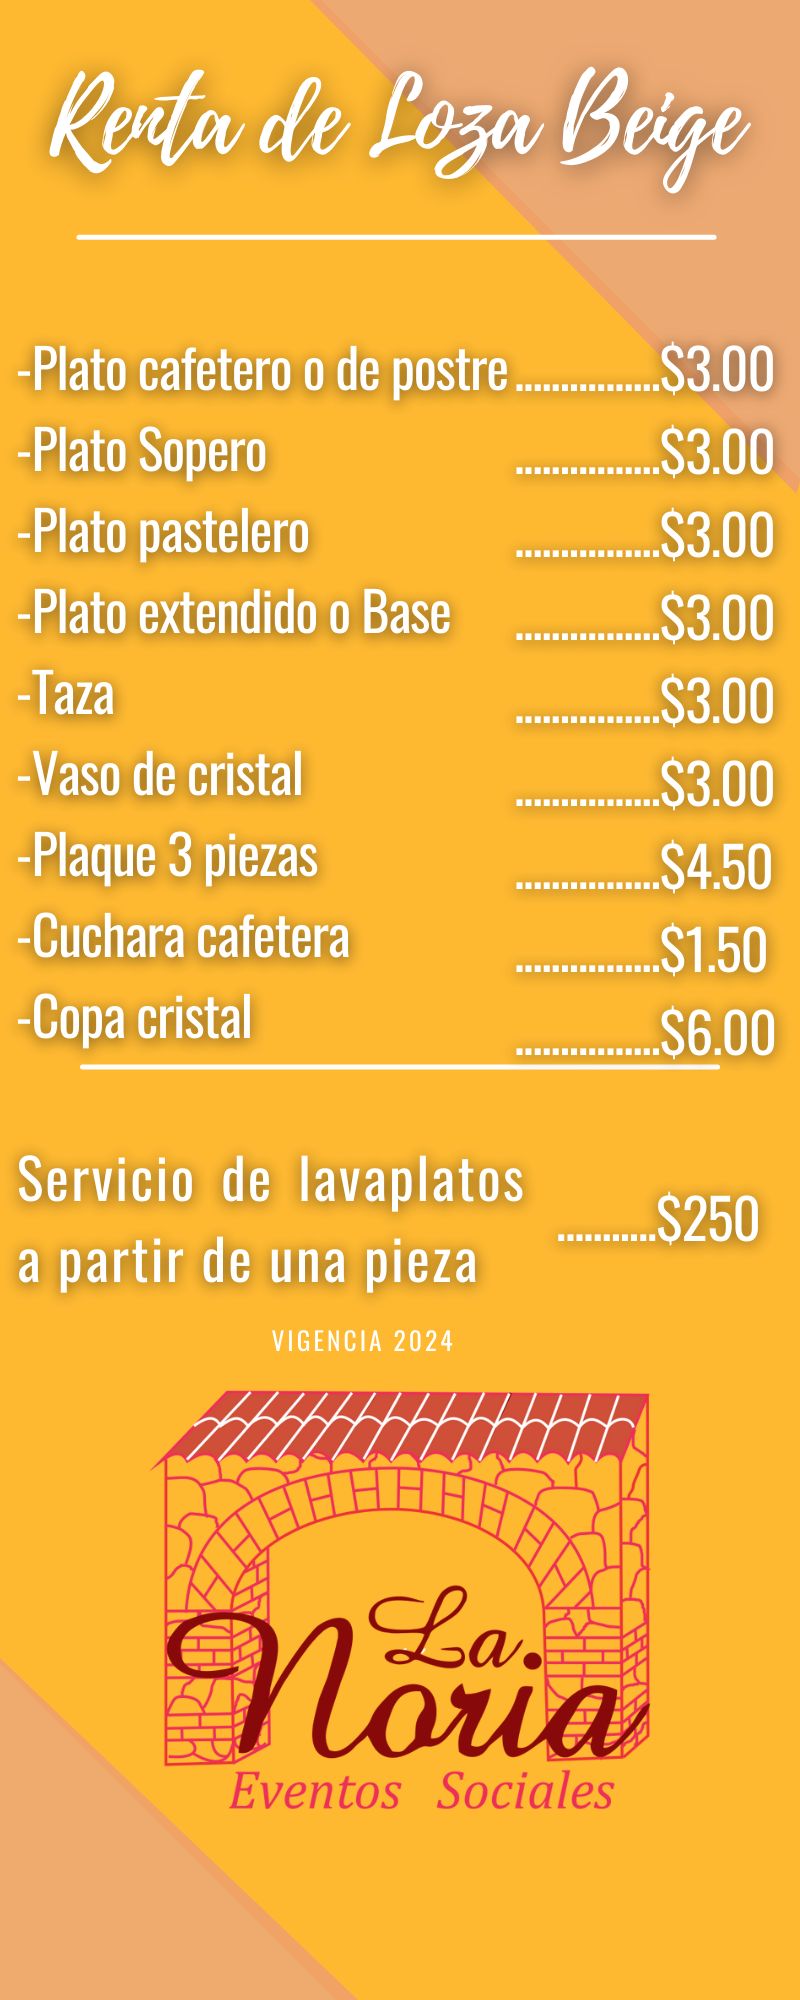 Renta de Loza Beige
-Plato cafetero o de postre................$3.00
-Plato Sopero ................$3.00
-Plato pastelero ................$3.00
-Plato extendido o Base ................$3.00
-Taza ................$3.00
-Vaso de cristal ................$3.00
-Plaque 3 piezas ................$4.50
-Cuchara cafetera ................$1.50
-Copa cristal ................$6.00
Servicio de lavaplatos
a partir de una pieza ...........$250
VIGENCIA 2024
La
Noria
Eventos Sociales